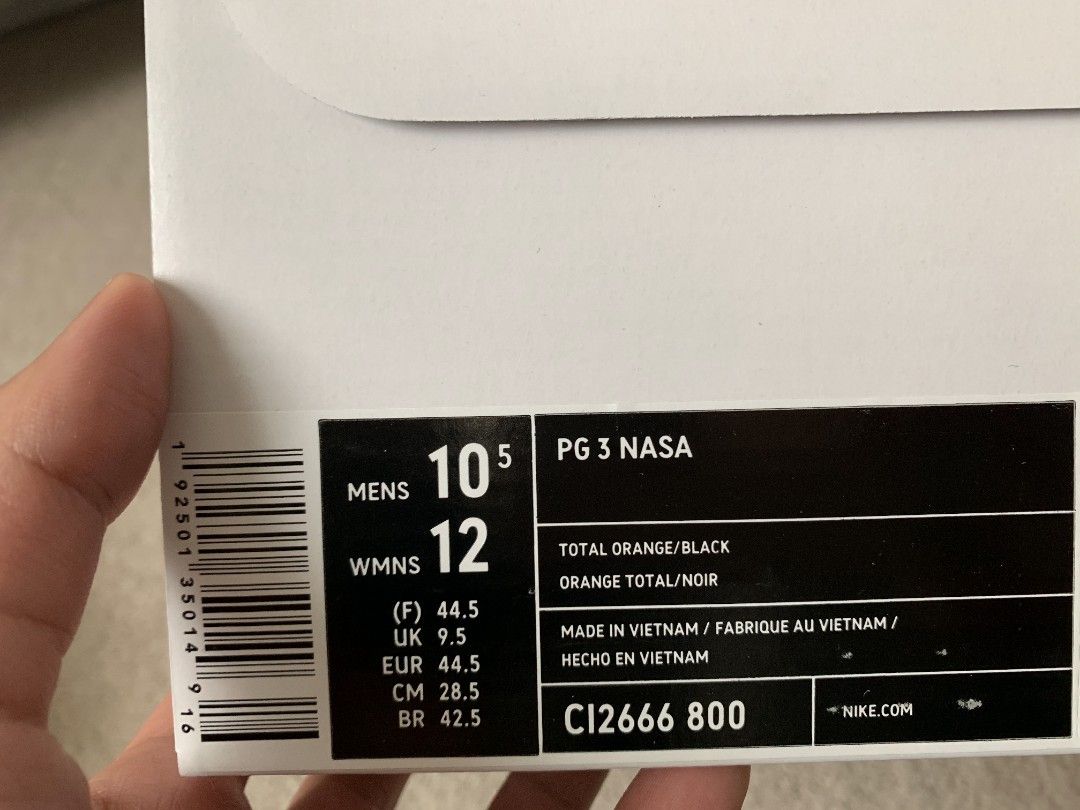 1 92501 35014 9 16
MENS 10 5
WMNS 12
(F) 44.5
UK 9.5
EUR 44.5
CM 28.5
BR 42.5
PG 3 NASA
TOTAL ORANGE/BLACK
ORANGE TOTAL/NOIR
MADE IN VIETNAM / FABRIQUE AU VIETNAM /
HECHO EN VIETNAM
CI2666 800
NIKE.COM